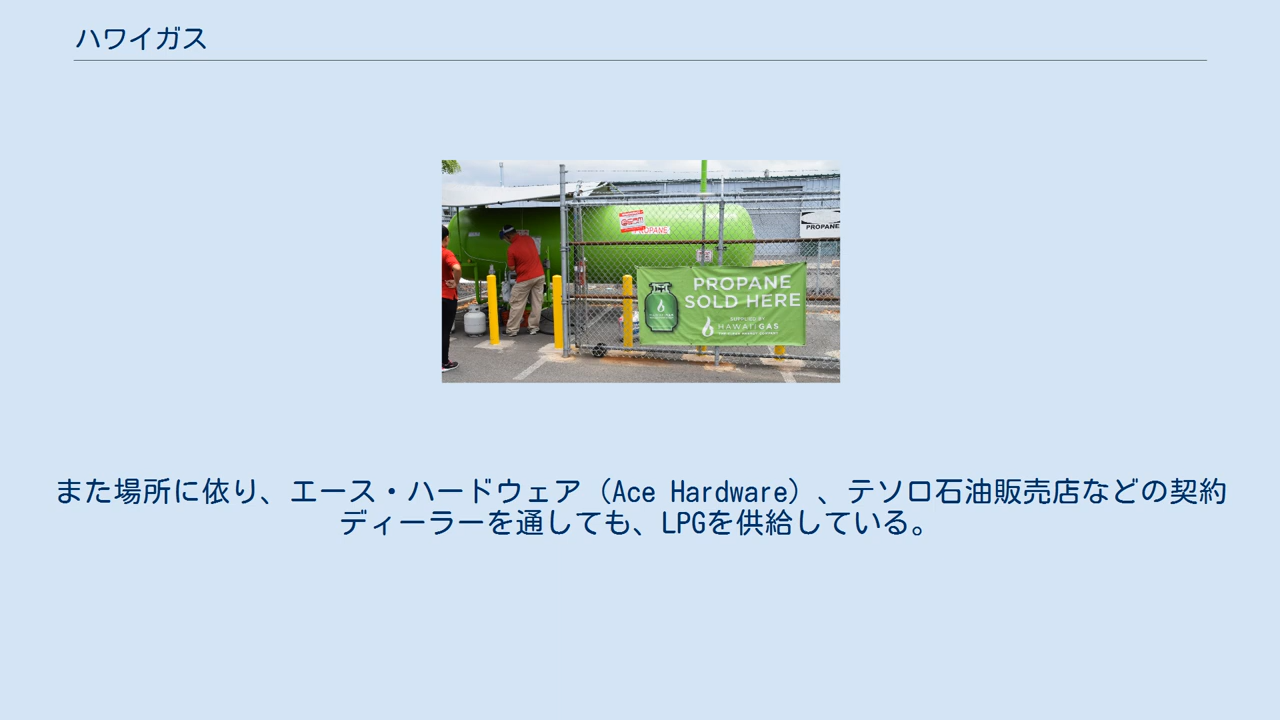 ハワイガス
PROPANE
PROPANE
PROPANE
SOLD HERE
SUPPLIED BY
HAWAI'I GAS
また場所に依り、エース・ハードウェア（Ace Hardware）、テソロ石油販売店などの契約
ディーラーを通しても、LPGを供給している。